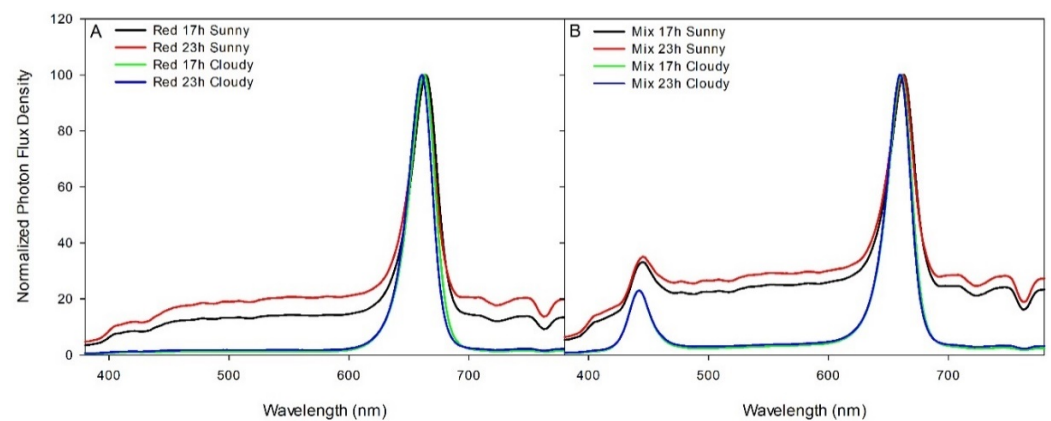 120
100
80
60
40
20
0
Normalized Photon Flux Density
A
Red 17h Sunny
Red 23h Sunny
Red 17h Cloudy
Red 23h Cloudy
400 500 600 700
Wavelength (nm)
B
Mix 17h Sunny
Mix 23h Sunny
Mix 17h Cloudy
Mix 23h Cloudy
400 500 600 700
Wavelength (nm)